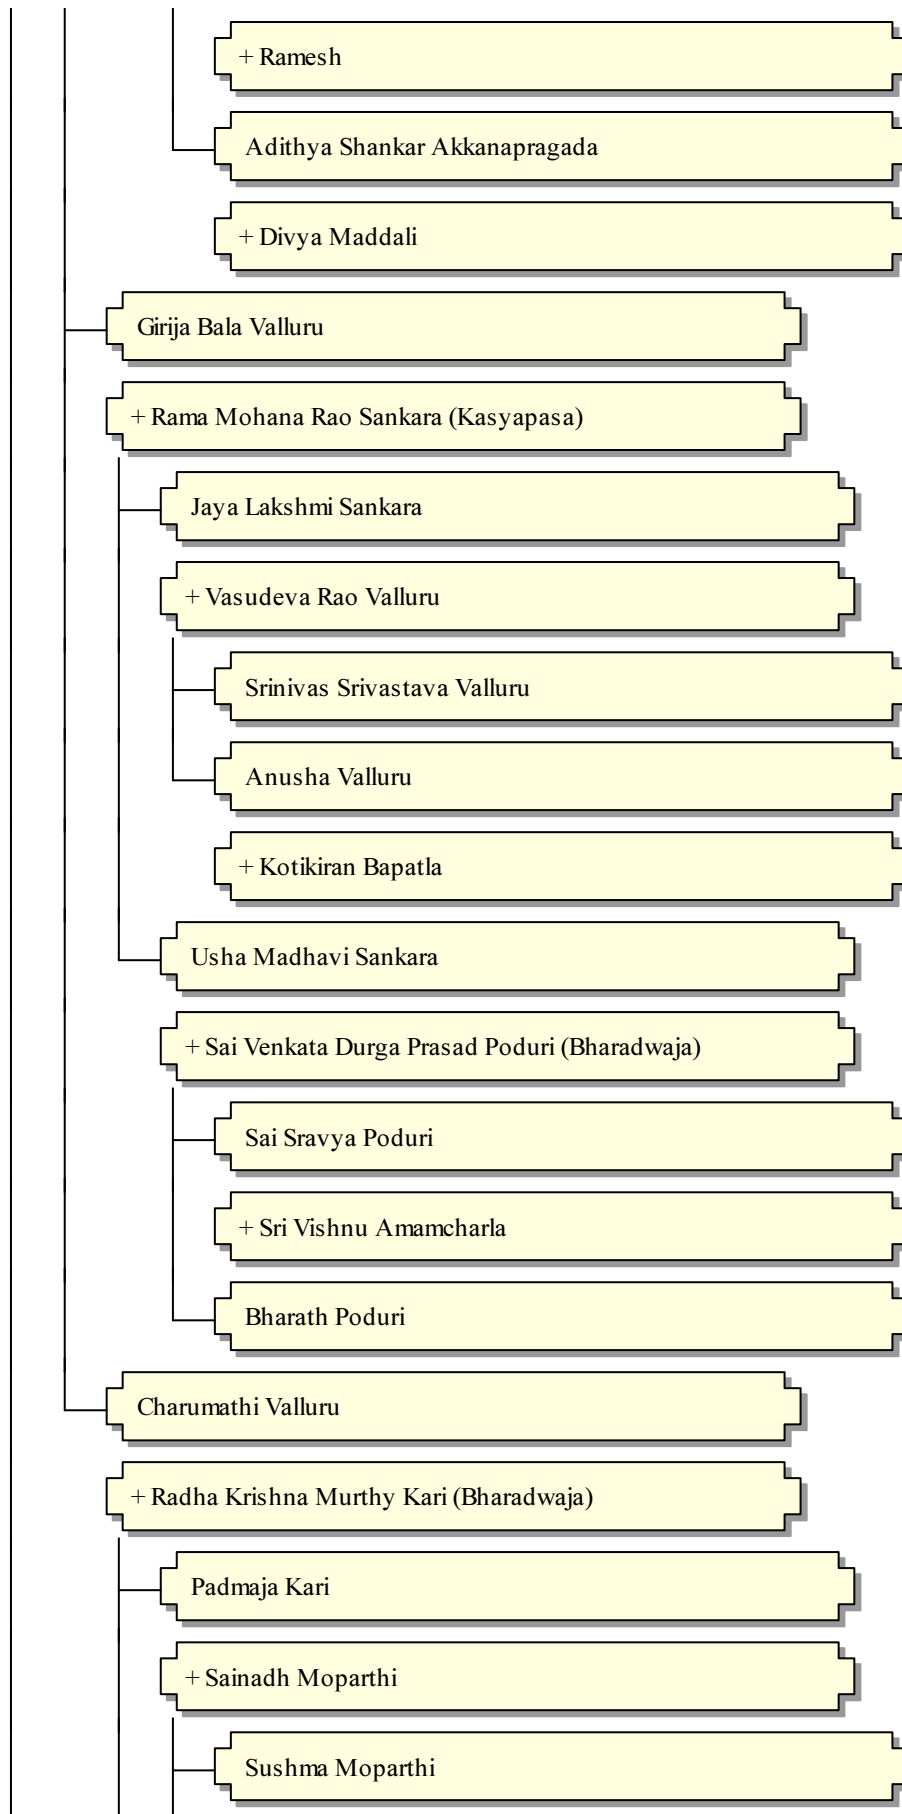 + Ramesh
Adithya Shankar Akkanapragada
+ Divya Maddali
Girija Bala Valluru
+ Rama Mohana Rao Sankara (Kasyapasa)
Jaya Lakshmi Sankara
+ Vasudeva Rao Valluru
Srinivas Srivastava Valluru
Anusha Valluru
+ Kotikiran Bapatla
Usha Madhavi Sankara
+ Sai Venkata Durga Prasad Poduri (Bharadwaja)
Sai Sravya Poduri
+ Sri Vishnu Amamcharla
Bharath Poduri
Charumathi Valluru
+ Radha Krishna Murthy Kari (Bharadwaja)
Padmaja Kari
+ Sainadh Moparthi
Sushma Moparthi